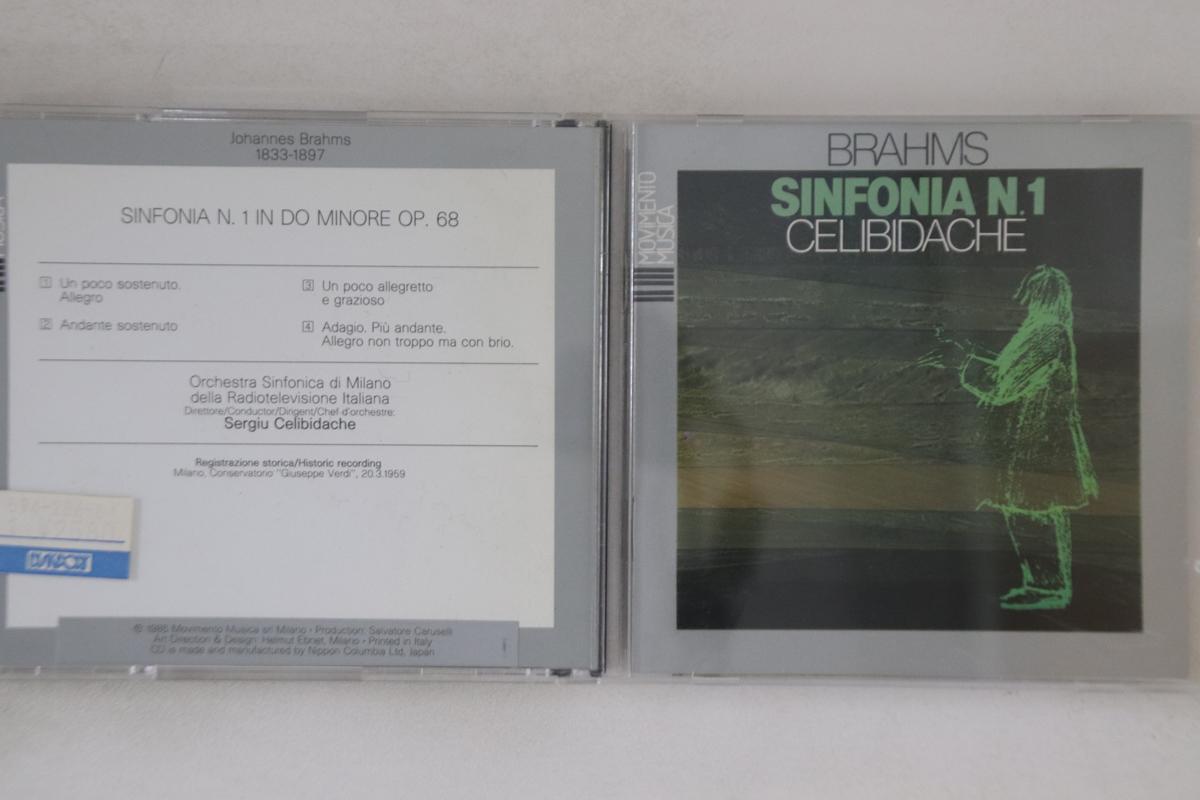 Johannes Brahms
1833-1897
SINFONIA N. 1 IN DO MINORE OP. 68
1 Un poco sostenuto.
Allegro
2 Andante sostenuto
3 Un poco allegretto
e grazioso
4 Adagio. Più andante.
Allegro non troppo ma con brio.
Orchestra Sinfonica di Milano
della Radiotelevisione Italiana
Direttore/Conductor/Dirigent/Chef d'orchestre:
Sergiu Celibidache
Registrazione storica/Historic recording
Milano, Conservatorio "Giuseppe Verdi", 20.3.1959
Movimento Musica srl Milano · Production: Salvatore Caruselli
Art Direction & Design: Helmut Ebnet, Milano · Printed in Italy
CD is made and manufactured by Nippon Columbia Ltd. Japan
MOVIMENTO
MUSICA
BRAHMS
SINFONIA N.1
CELIBIDACHE